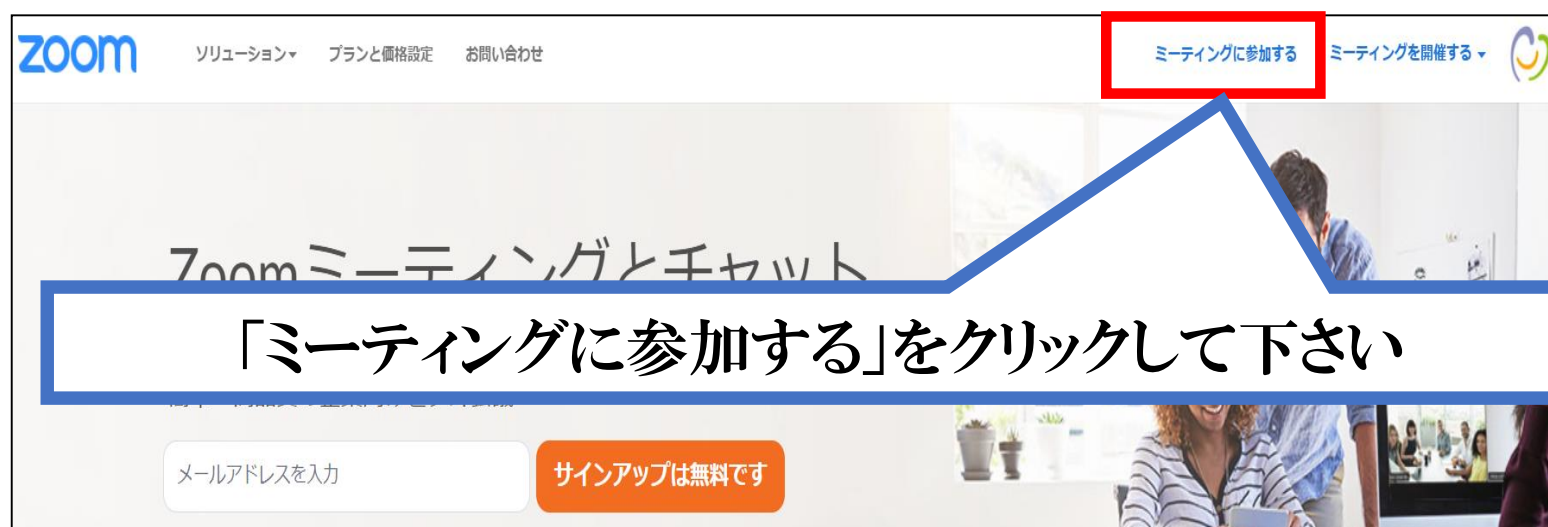 zoom ソリューション▾ プランと価格設定 お問い合わせ ミーティングに参加する ミーティングを開催する ▾
Zoomミーティングとチャット
「ミーティングに参加する」をクリックして下さい
メールアドレスを入力 サインアップは無料です